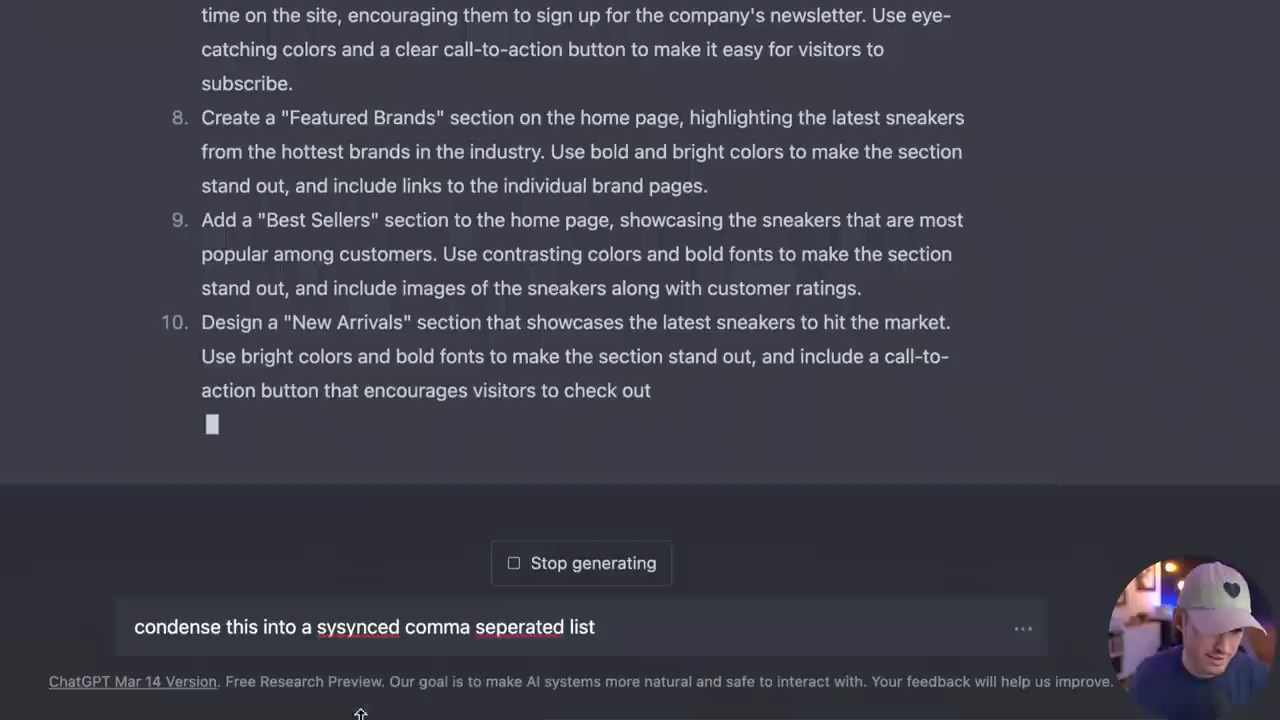 time on the site, encouraging them to sign up for the company's newsletter. Use eye-
catching colors and a clear call-to-action button to make it easy for visitors to
subscribe.
8. Create a "Featured Brands" section on the home page, highlighting the latest sneakers
from the hottest brands in the industry. Use bold and bright colors to make the section
stand out, and include links to the individual brand pages.
9. Add a "Best Sellers" section to the home page, showcasing the sneakers that are most
popular among customers. Use contrasting colors and bold fonts to make the section
stand out, and include images of the sneakers along with customer ratings.
10. Design a "New Arrivals" section that showcases the latest sneakers to hit the market.
Use bright colors and bold fonts to make the section stand out, and include a call-to-
action button that encourages visitors to check out
Stop generating
condense this into a sysynced comma seperated list
ChatGPT Mar 14 Version. Free Research Preview. Our goal is to make AI systems more natural and safe to interact with. Your feedback will help us improve.